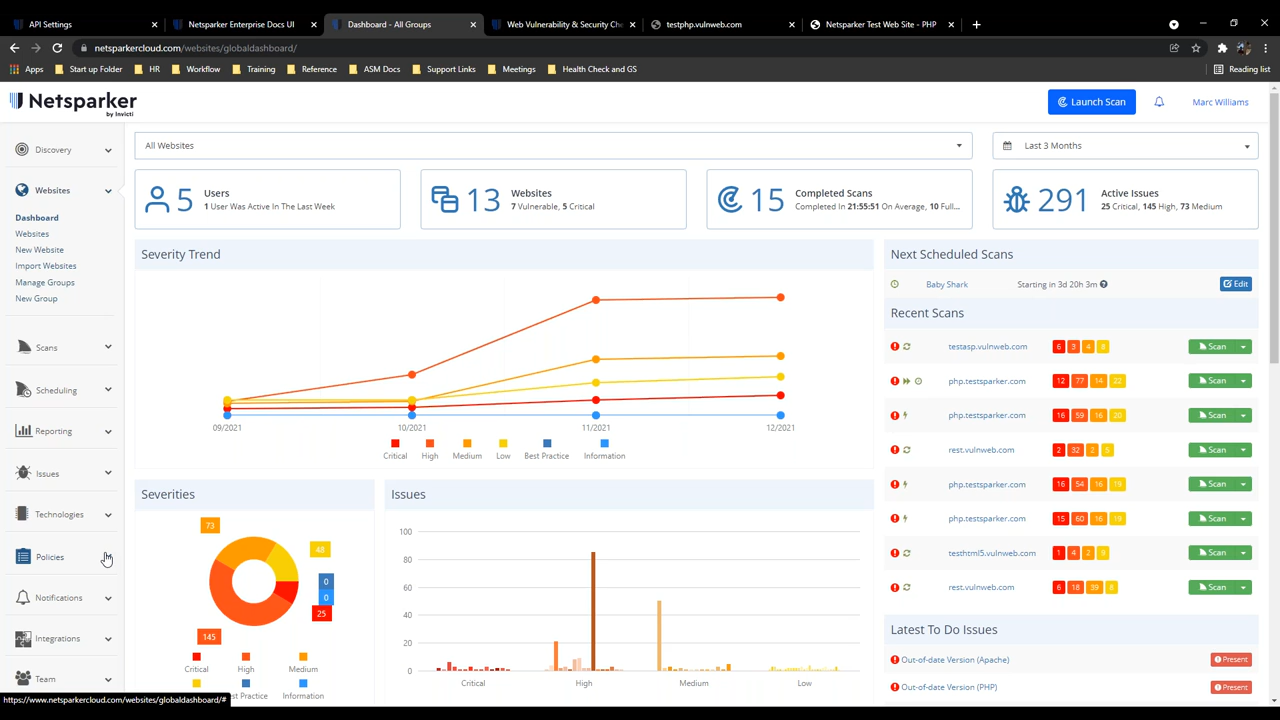 API Settings
Netsparker Enterprise Docs UI
Dashboard - All Groups
Web Vulnerability & Security Che
testphp.vulnweb.com
Netsparker Test Web Site - PHP
netsparkercloud.com/websites/globaldashboard/
Apps
Start up Folder
HR
Workflow
Training
Reference
ASM Docs
Support Links
Meetings
Health Check and GS
Reading list
Netsparker
by Invicti
Launch Scan
Marc Williams
Discovery
Websites
Dashboard
Websites
New Website
Import Websites
Manage Groups
New Group
Scans
Scheduling
Reporting
Issues
Technologies
Policies
Notifications
Integrations
Team
All Websites
Last 3 Months
5 Users
1 User Was Active In The Last Week
13 Websites
7 Vulnerable, 5 Critical
15 Completed Scans
Completed In 21:55:51 On Average, 10 Full...
291 Active Issues
25 Critical, 145 High, 73 Medium
Severity Trend
09/2021 10/2021 11/2021 12/2021
Critical High Medium Low Best Practice Information
Severities
73
48
0
0
25
145
Critical High Medium
est Practice Information
Issues
100
80
60
40
20
0
Critical High Medium Low
Next Scheduled Scans
Baby Shark Starting in 3d 20h 3m Edit
Recent Scans
testasp.vulnweb.com 6 3 4 8 Scan
php.testsparker.com 12 77 14 22 Scan
php.testsparker.com 16 59 16 20 Scan
rest.vulnweb.com 2 32 2 5 Scan
php.testsparker.com 16 54 16 19 Scan
php.testsparker.com 15 60 16 19 Scan
testhtml5.vulnweb.com 1 4 2 9 Scan
rest.vulnweb.com 6 18 39 8 Scan
Latest To Do Issues
Out-of-date Version (Apache) Present
Out-of-date Version (PHP) Present
https://www.netsparkercloud.com/websites/globaldashboard/#